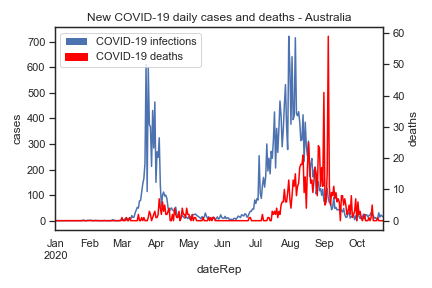 New COVID-19 daily cases and deaths - Australia
COVID-19 infections
COVID-19 deaths
700
600
500
400
300
200
100
0
cases
60
50
40
30
20
10
0
deaths
Jan Feb Mar Apr May Jun Jul Aug Sep Oct
2020
dateRep